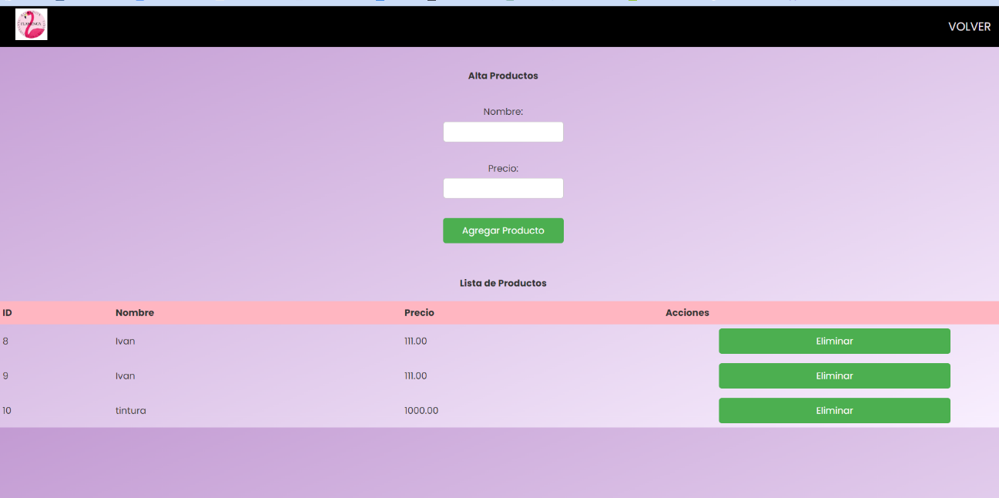 FLAMENCA
VOLVER
Alta Productos
Nombre:
Precio:
Agregar Producto
Lista de Productos
ID Nombre Precio Acciones
8 Ivan 111.00 Eliminar
9 Ivan 111.00 Eliminar
10 tintura 1000.00 Eliminar